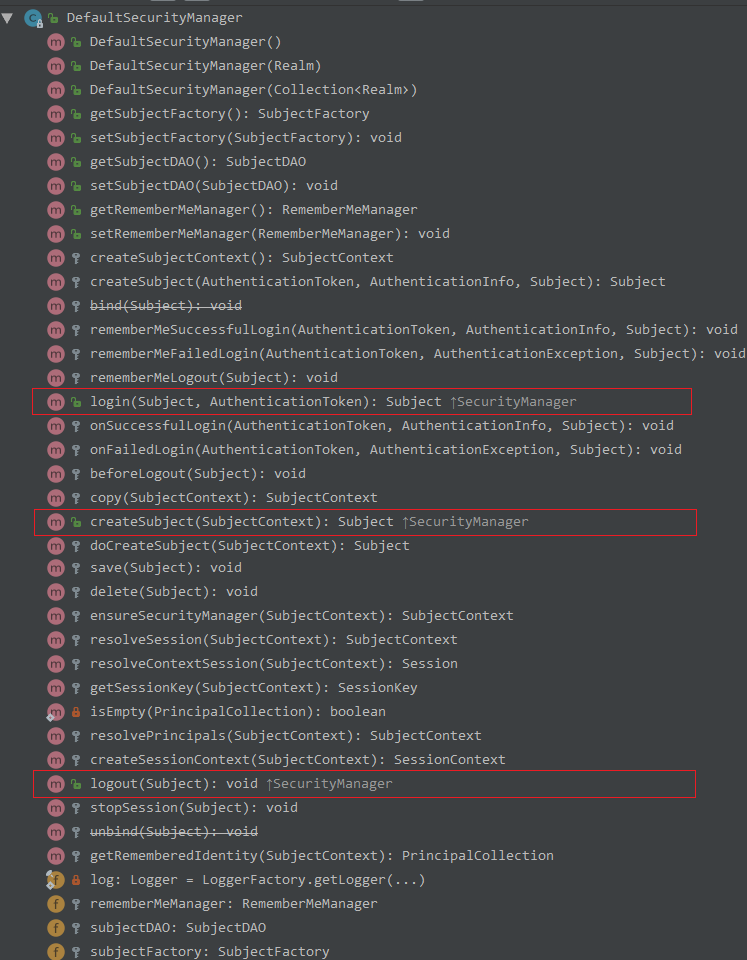 DefaultSecurityManager
DefaultSecurityManager()
DefaultSecurityManager(Realm)
DefaultSecurityManager(Collection<Realm>)
getSubjectFactory(): SubjectFactory
setSubjectFactory(SubjectFactory): void
getSubjectDAO(): SubjectDAO
setSubjectDAO(SubjectDAO): void
getRememberMeManager(): RememberMeManager
setRememberMeManager(RememberMeManager): void
createSubjectContext(): SubjectContext
createSubject(AuthenticationToken, AuthenticationInfo, Subject): Subject
bind(Subject): void
rememberMeSuccessfulLogin(AuthenticationToken, AuthenticationInfo, Subject): void
rememberMeFailedLogin(AuthenticationToken, AuthenticationException, Subject): void
rememberMeLogout(Subject): void
login(Subject, AuthenticationToken): Subject ↑SecurityManager
onSuccessfulLogin(AuthenticationToken, AuthenticationInfo, Subject): void
onFailedLogin(AuthenticationToken, AuthenticationException, Subject): void
beforeLogout(Subject): void
copy(SubjectContext): SubjectContext
createSubject(SubjectContext): Subject ↑SecurityManager
doCreateSubject(SubjectContext): Subject
save(Subject): void
delete(Subject): void
ensureSecurityManager(SubjectContext): SubjectContext
resolveSession(SubjectContext): SubjectContext
resolveContextSession(SubjectContext): Session
getSessionKey(SubjectContext): SessionKey
isEmpty(PrincipalCollection): boolean
resolvePrincipals(SubjectContext): SubjectContext
createSessionContext(SubjectContext): SessionContext
logout(Subject): void ↑SecurityManager
stopSession(Subject): void
unbind(Subject): void
getRememberedIdentity(SubjectContext): PrincipalCollection
log: Logger = LoggerFactory.getLogger(...)
rememberMeManager: RememberMeManager
subjectDAO: SubjectDAO
subjectFactory: SubjectFactory